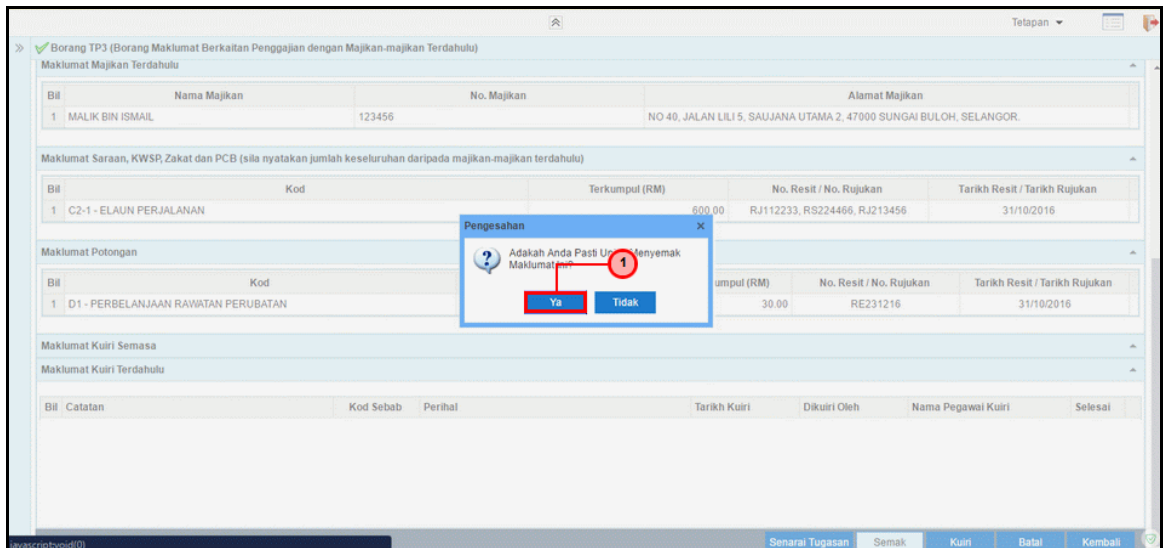 Tetapan
Borang TP3 (Borang Maklumat Berkaitan Penggajian dengan Majikan-majikan Terdahulu)
Maklumat Majikan Terdahulu
Bil Nama Majikan No. Majikan Alamat Majikan
1 MALIK BIN ISMAIL 123456 NO 40, JALAN LILI 5, SAUJANA UTAMA 2, 47000 SUNGAI BULOH, SELANGOR.
Maklumat Saraan, KWSP, Zakat dan PCB (sila nyatakan jumlah keseluruhan daripada majikan-majikan terdahulu)
Bil Kod Terkumpul (RM) No. Resit / No. Rujukan Tarikh Resit / Tarikh Rujukan
1 C2-1 - ELAUN PERJALANAN 600.00 RJ112233, RS224466, RJ213456 31/10/2016
Pengesahan
Adakah Anda Pasti Menyemak
Maklumat Ini?
1
Ya Tidak
Maklumat Potongan
Bil Kod umpul (RM) No. Resit / No. Rujukan Tarikh Resit / Tarikh Rujukan
1 D1 - PERBELANJAAN RAWATAN PERUBATAN 30.00 RE231216 31/10/2016
Maklumat Kuiri Semasa
Maklumat Kuiri Terdahulu
Bil Catatan Kod Sebab Perihal Tarikh Kuiri Dikuiri Oleh Nama Pegawai Kuiri Selesai
javascript:void(0)
Senarai Tugasan Semak Kuiri Batal Kembali